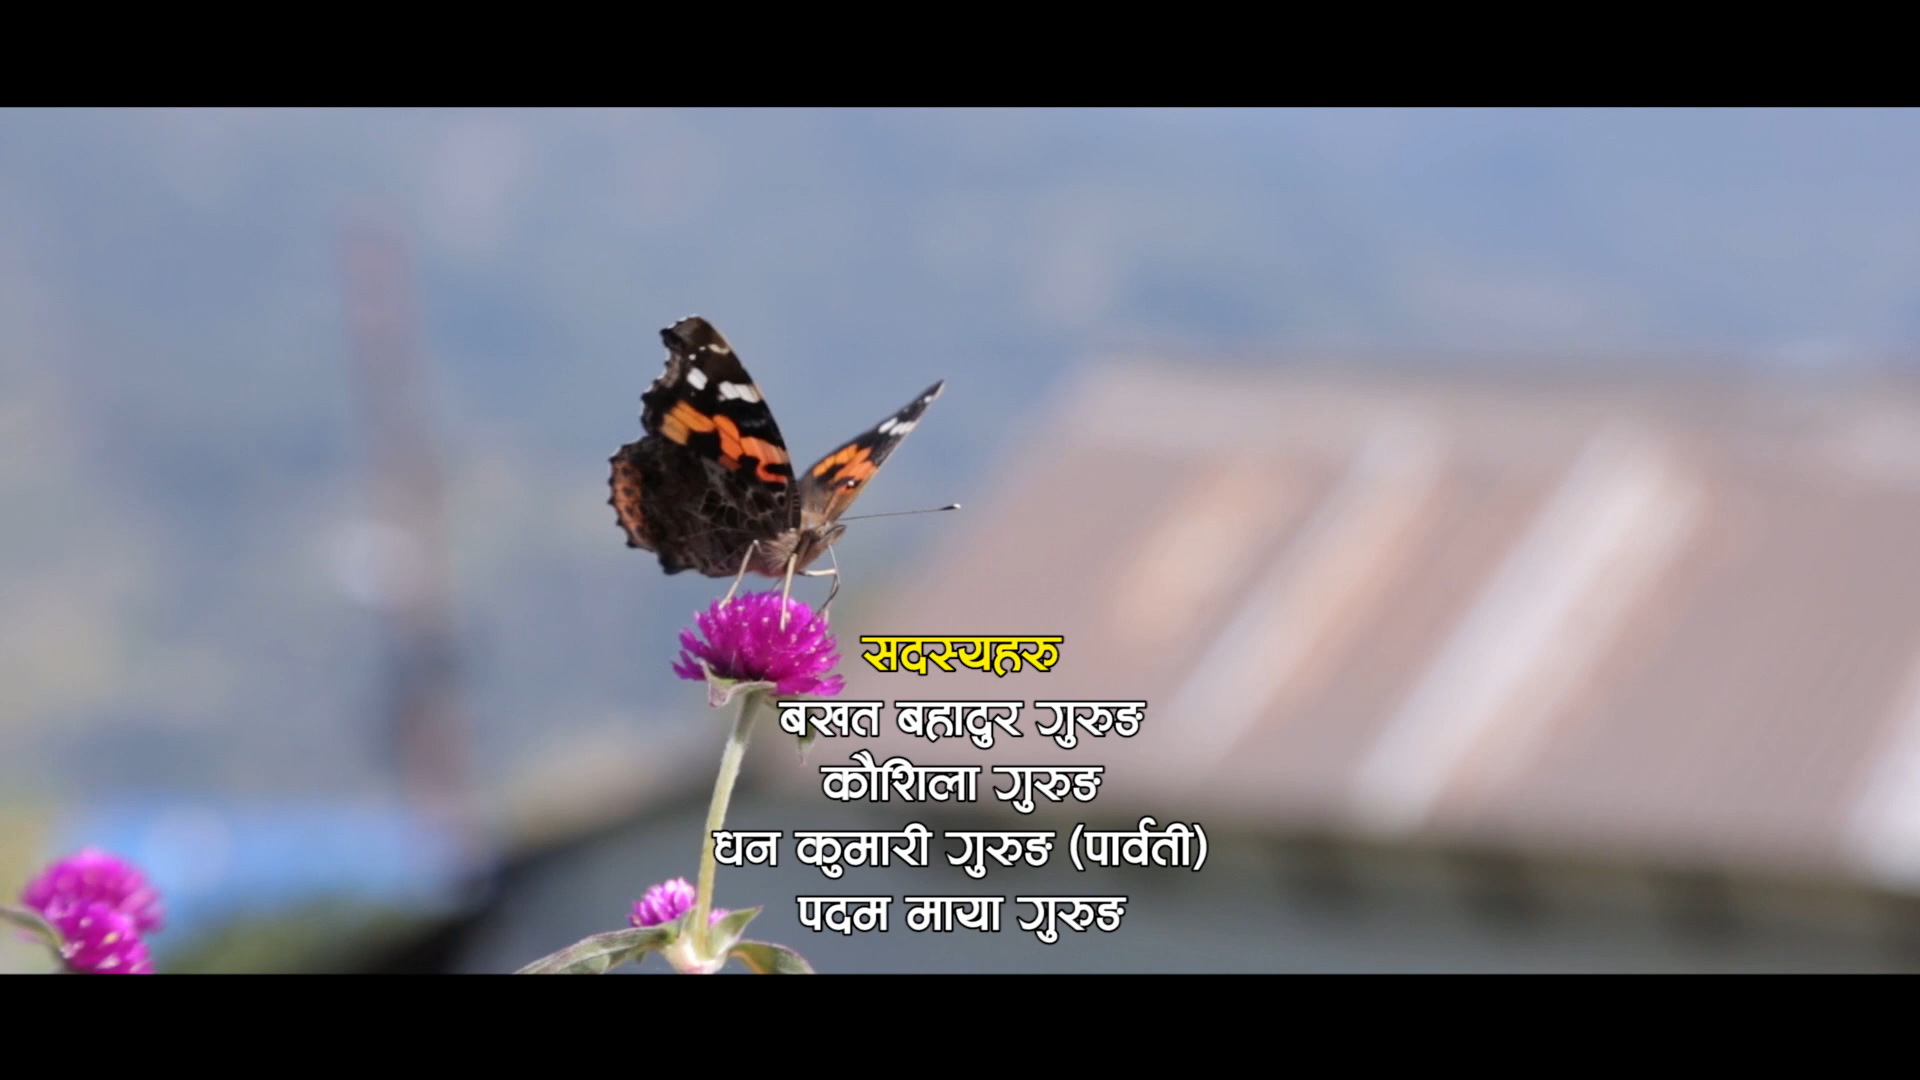 सदस्यहरु
बखत बहादुर गुरुङ
कौशिला गुरुङ
धन कुमारी गुरुङ (पार्वती)
पदम माया गुरुङ